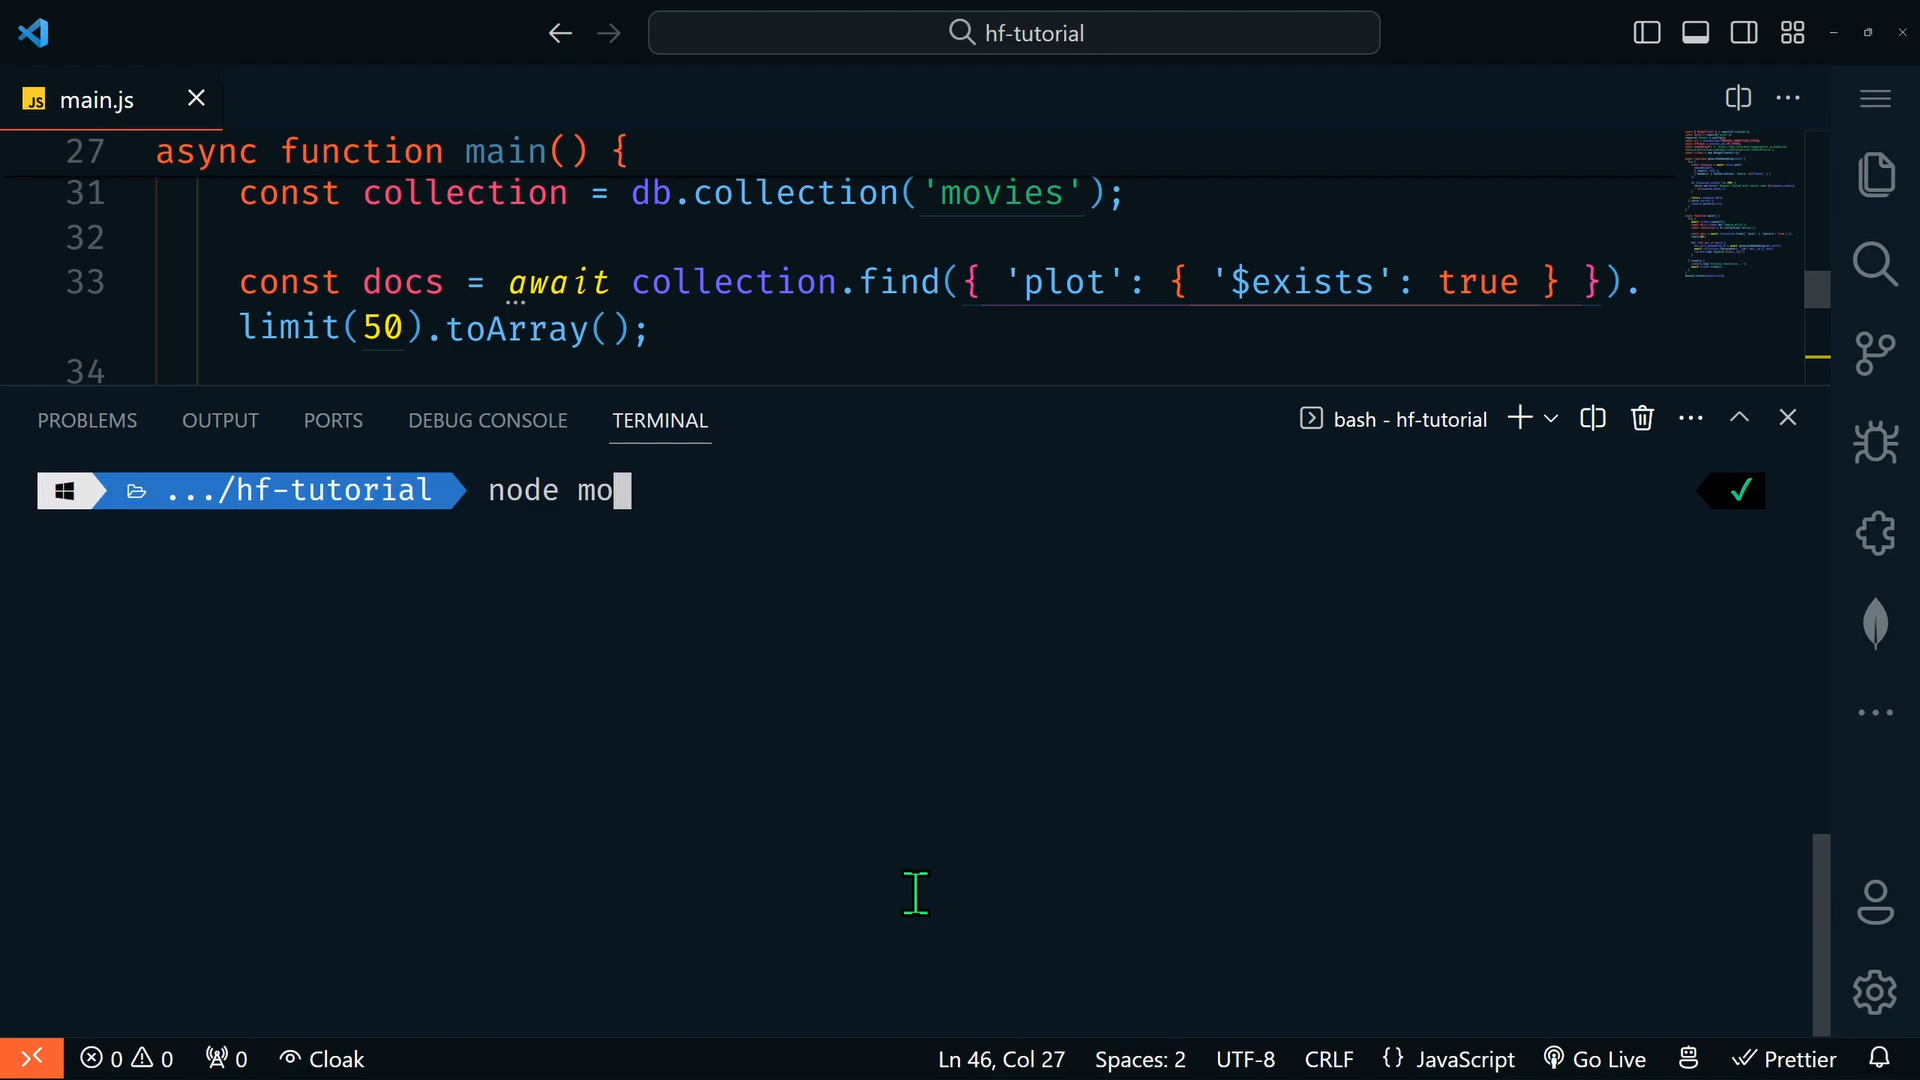 hf-tutorial
JS main.js
27 async function main() {
31 const collection = db.collection('movies');
32
33 const docs = await collection.find({ 'plot': { '$exists': true } }).
limit(50).toArray();
34
PROBLEMS OUTPUT PORTS DEBUG CONSOLE TERMINAL bash - hf-tutorial
.../hf-tutorial node mo
0 0 0 Cloak Ln 46, Col 27 Spaces: 2 UTF-8 CRLF {} JavaScript Go Live Prettier